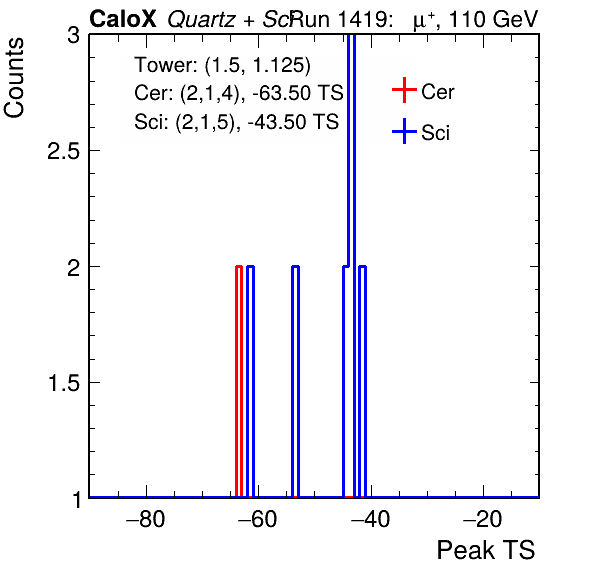 CaloX Quartz + Sci Run 1419: μ⁺, 110 GeV
Tower: (1.5, 1.125)
Cer: (2,1,4), -63.50 TS
Sci: (2,1,5), -43.50 TS
Cer
Sci
Counts
3
2.5
2
1.5
1
−80 −60 −40 −20
Peak TS